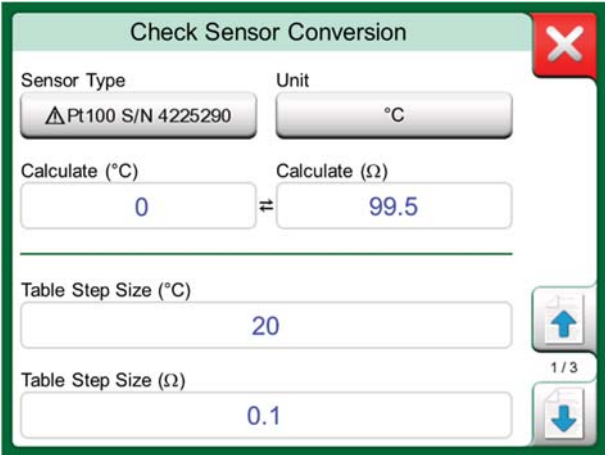 Check Sensor Conversion
Sensor Type Unit
⚠Pt100 S/N 4225290 °C
Calculate (°C) Calculate (Ω)
0 ⇄ 99.5
Table Step Size (°C)
20
1 / 3
Table Step Size (Ω)
0.1